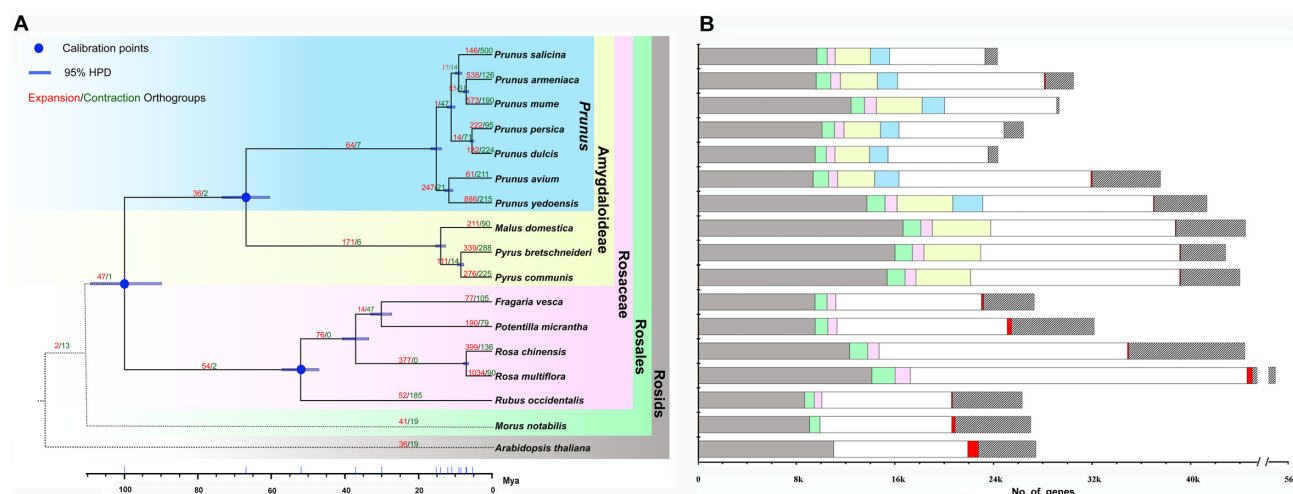 A
B
Calibration points
95% HPD
Expansion/Contraction Orthogroups
146/500 Prunus salicina
17/14
538/126 Prunus armeniaca
573/190 Prunus mume
1/47
222/95 Prunus persica
14/71
Prunus dulcis
64/7
61/211 Prunus avium
247/21
886/215 Prunus yedoensis
36/2
211/90 Malus domestica
171/6
339/288 Pyrus bretschneideri
111/14
276/225 Pyrus communis
47/1
77/105 Fragaria vesca
14/47
190/79 Potentilla micrantha
76/0
399/136 Rosa chinensis
377/0
1034/90 Rosa multiflora
2/13
54/2
52/185 Rubus occidentalis
41/19 Morus notabilis
36/19 Arabidopsis thaliana
Prunus
Amygdaloideae
Rosaceae
Rosales
Rosids
100 80 60 40 20 0
Mya
0 8k 16k 24k 32k 40k 56
No. of genes